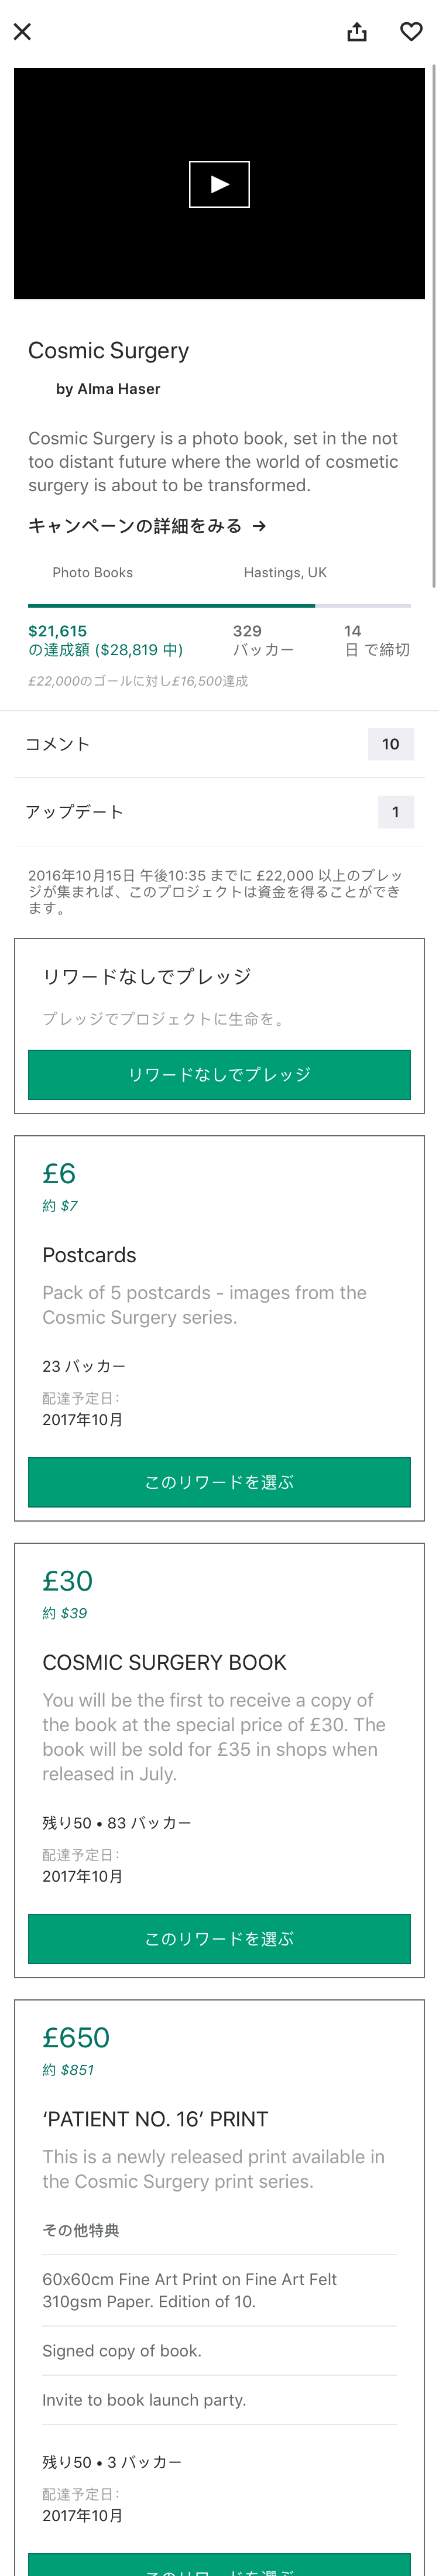 Cosmic Surgery
by Alma Haser
Cosmic Surgery is a photo book, set in the not
too distant future where the world of cosmetic
surgery is about to be transformed.
キャンペーンの詳細をみる →
Photo Books
Hastings, UK
$21,615
の達成額 ($28,819 中)
329
バッカー
14
日 で締切
£22,000のゴールに対し£16,500達成
コメント
10
アップデート
1
2016年10月15日 午後10:35 までに £22,000 以上のプレッ
ジが集まれば、このプロジェクトは資金を得ることができ
ます。
リワードなしでプレッジ
プレッジでプロジェクトに生命を。
リワードなしでプレッジ
£6
約 $7
Postcards
Pack of 5 postcards - images from the
Cosmic Surgery series.
23 バッカー
配達予定日:
2017年10月
このリワードを選ぶ
£30
約 $39
COSMIC SURGERY BOOK
You will be the first to receive a copy of
the book at the special price of £30. The
book will be sold for £35 in shops when
released in July.
残り50 • 83 バッカー
配達予定日:
2017年10月
このリワードを選ぶ
£650
約 $851
‘PATIENT NO. 16’ PRINT
This is a newly released print available in
the Cosmic Surgery print series.
その他特典
60x60cm Fine Art Print on Fine Art Felt
310gsm Paper. Edition of 10.
Signed copy of book.
Invite to book launch party.
残り50 • 3 バッカー
配達予定日:
2017年10月
このリワードを選ぶ